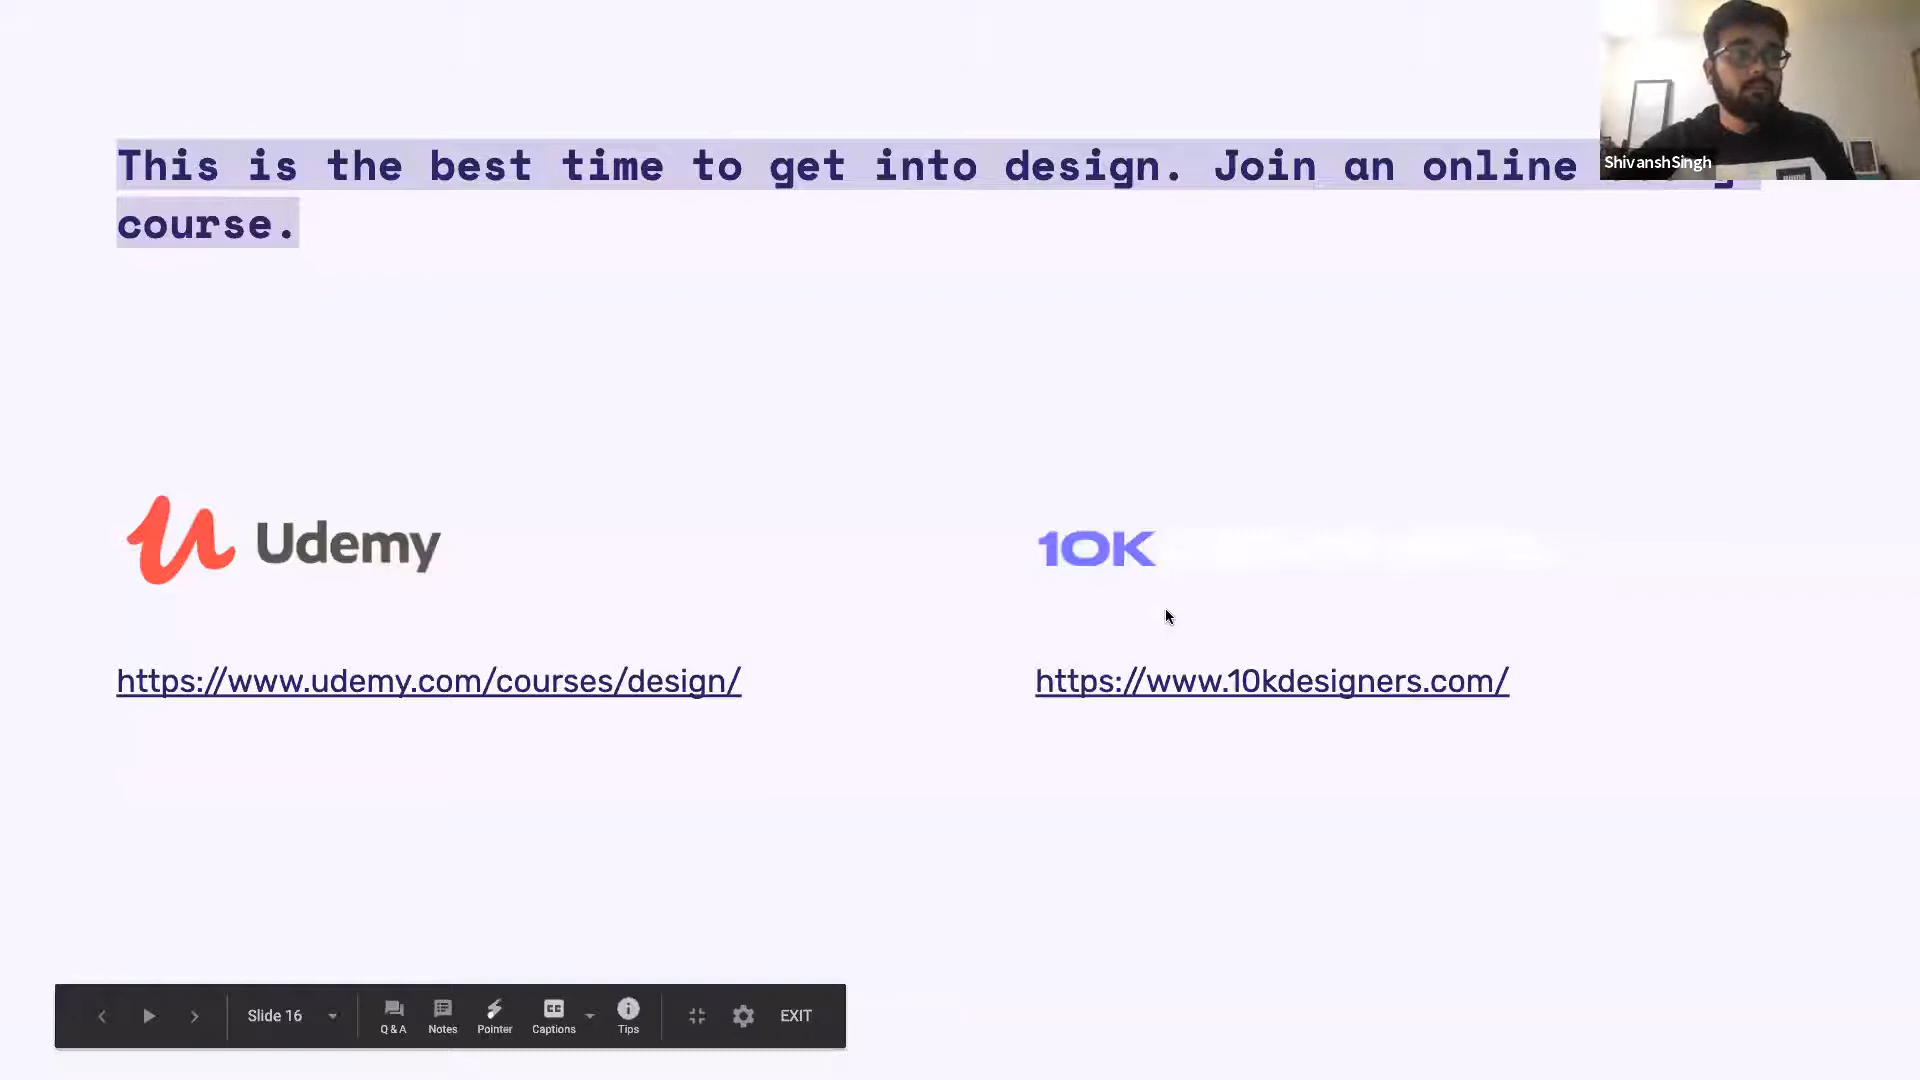 This is the best time to get into design. Join an online
course.
ShivanshSingh
Udemy
10K
https://www.udemy.com/courses/design/
https://www.10kdesigners.com/
Slide 16
Q & A
Notes
Pointer
Captions
Tips
EXIT